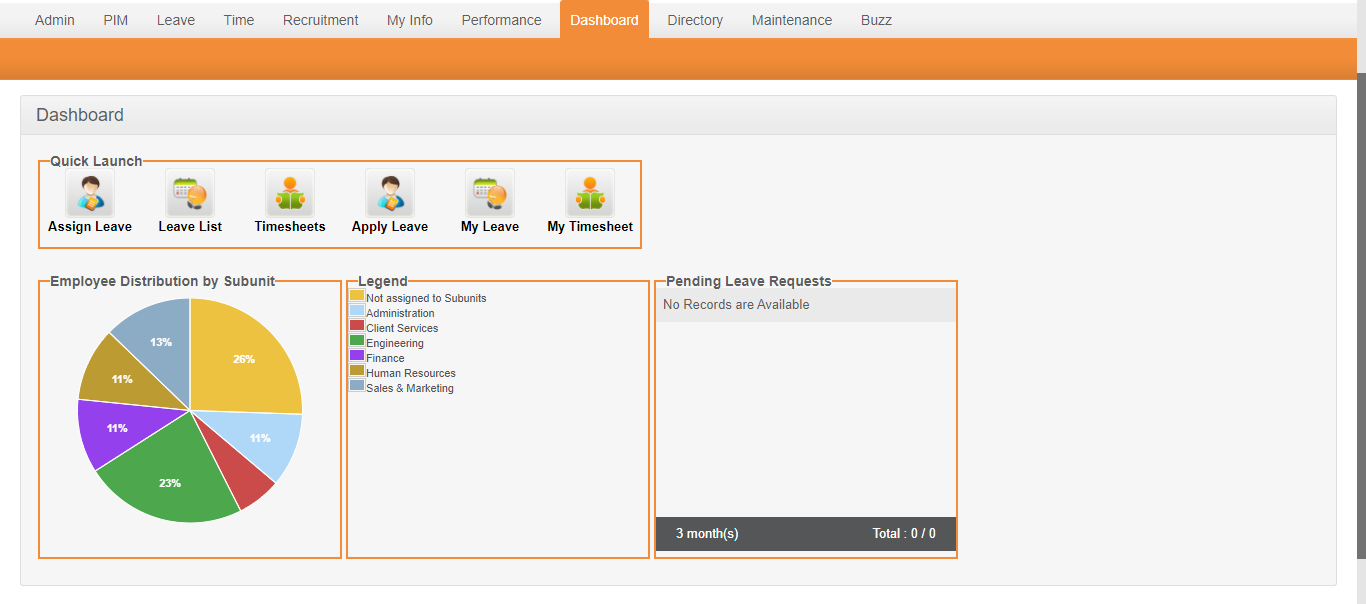 Admin PIM Leave Time Recruitment My Info Performance Dashboard Directory Maintenance Buzz
Dashboard
Quick Launch
Assign Leave Leave List Timesheets Apply Leave My Leave My Timesheet
Employee Distribution by Subunit
13%
26%
11%
11%
11%
23%
Legend
Not assigned to Subunits
Administration
Client Services
Engineering
Finance
Human Resources
Sales & Marketing
Pending Leave Requests
No Records are Available
3 month(s) Total : 0 / 0